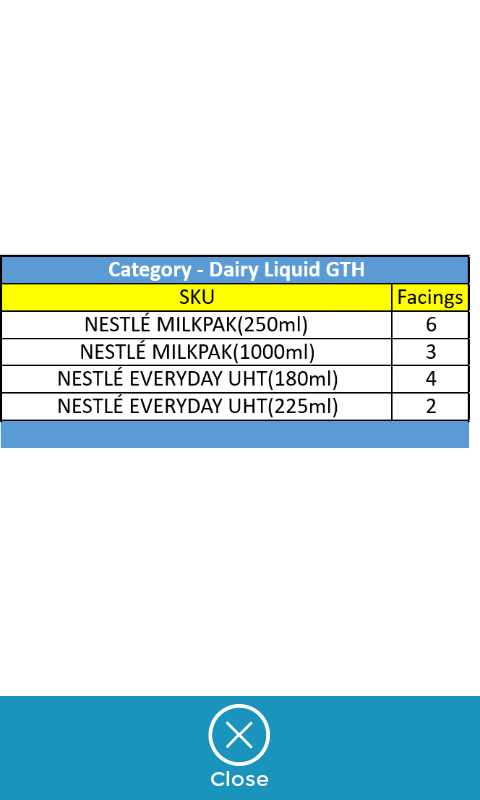 Category - Dairy Liquid GTH
SKU Facings
NESTLÉ MILKPAK(250ml) 6
NESTLÉ MILKPAK(1000ml) 3
NESTLÉ EVERYDAY UHT(180ml) 4
NESTLÉ EVERYDAY UHT(225ml) 2
Close